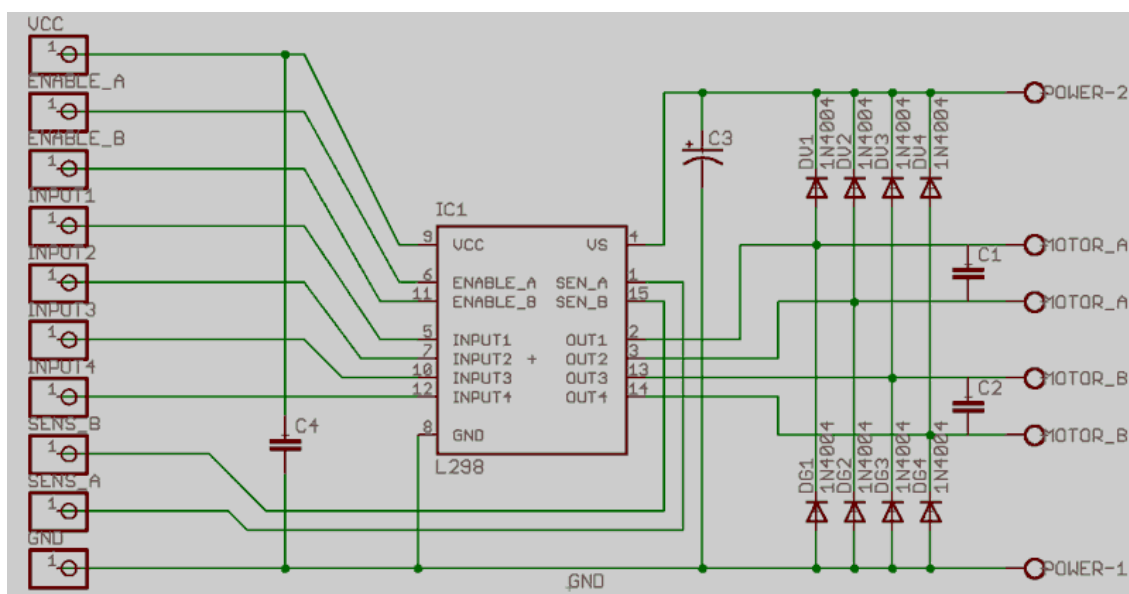 VCC
1
ENABLE_A
1
ENABLE_B
1
INPUT1
1
INPUT2
1
INPUT3
1
INPUT4
1
SENS_B
1
SENS_A
1
GND
1
C4
IC1
9 VCC VS 4
6 ENABLE_A SEN_A 1
11 ENABLE_B SEN_B 15
5 INPUT1 OUT1 2
7 INPUT2 + OUT2 3
10 INPUT3 OUT3 13
12 INPUT4 OUT4 14
8 GND
L298
+ C3
DV1 1N4004
DV2 1N4004
DV3 1N4004
DV4 1N4004
C1
C2
DG1 1N4004
DG2 1N4004
DG3 1N4004
DG4 1N4004
POWER-2
MOTOR_A
MOTOR_A
MOTOR_B
MOTOR_B
POWER-1
GND